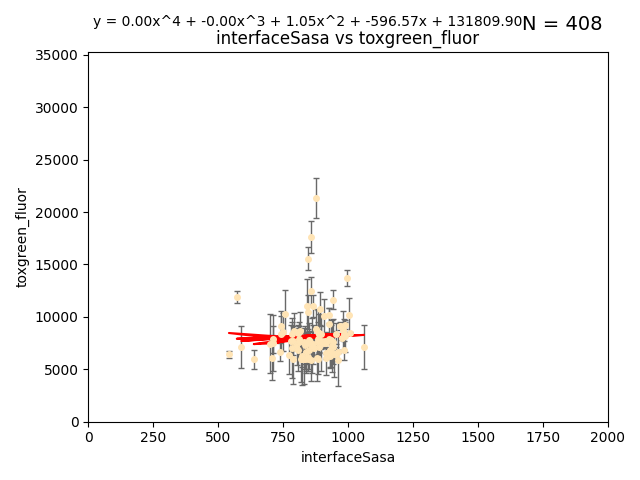 y = 0.00x^4 + -0.00x^3 + 1.05x^2 + -596.57x + 131809.90
N = 408
interfaceSasa vs toxgreen_fluor
35000
30000
25000
20000
15000
10000
5000
0
toxgreen_fluor
0 250 500 750 1000 1250 1500 1750 2000
interfaceSasa